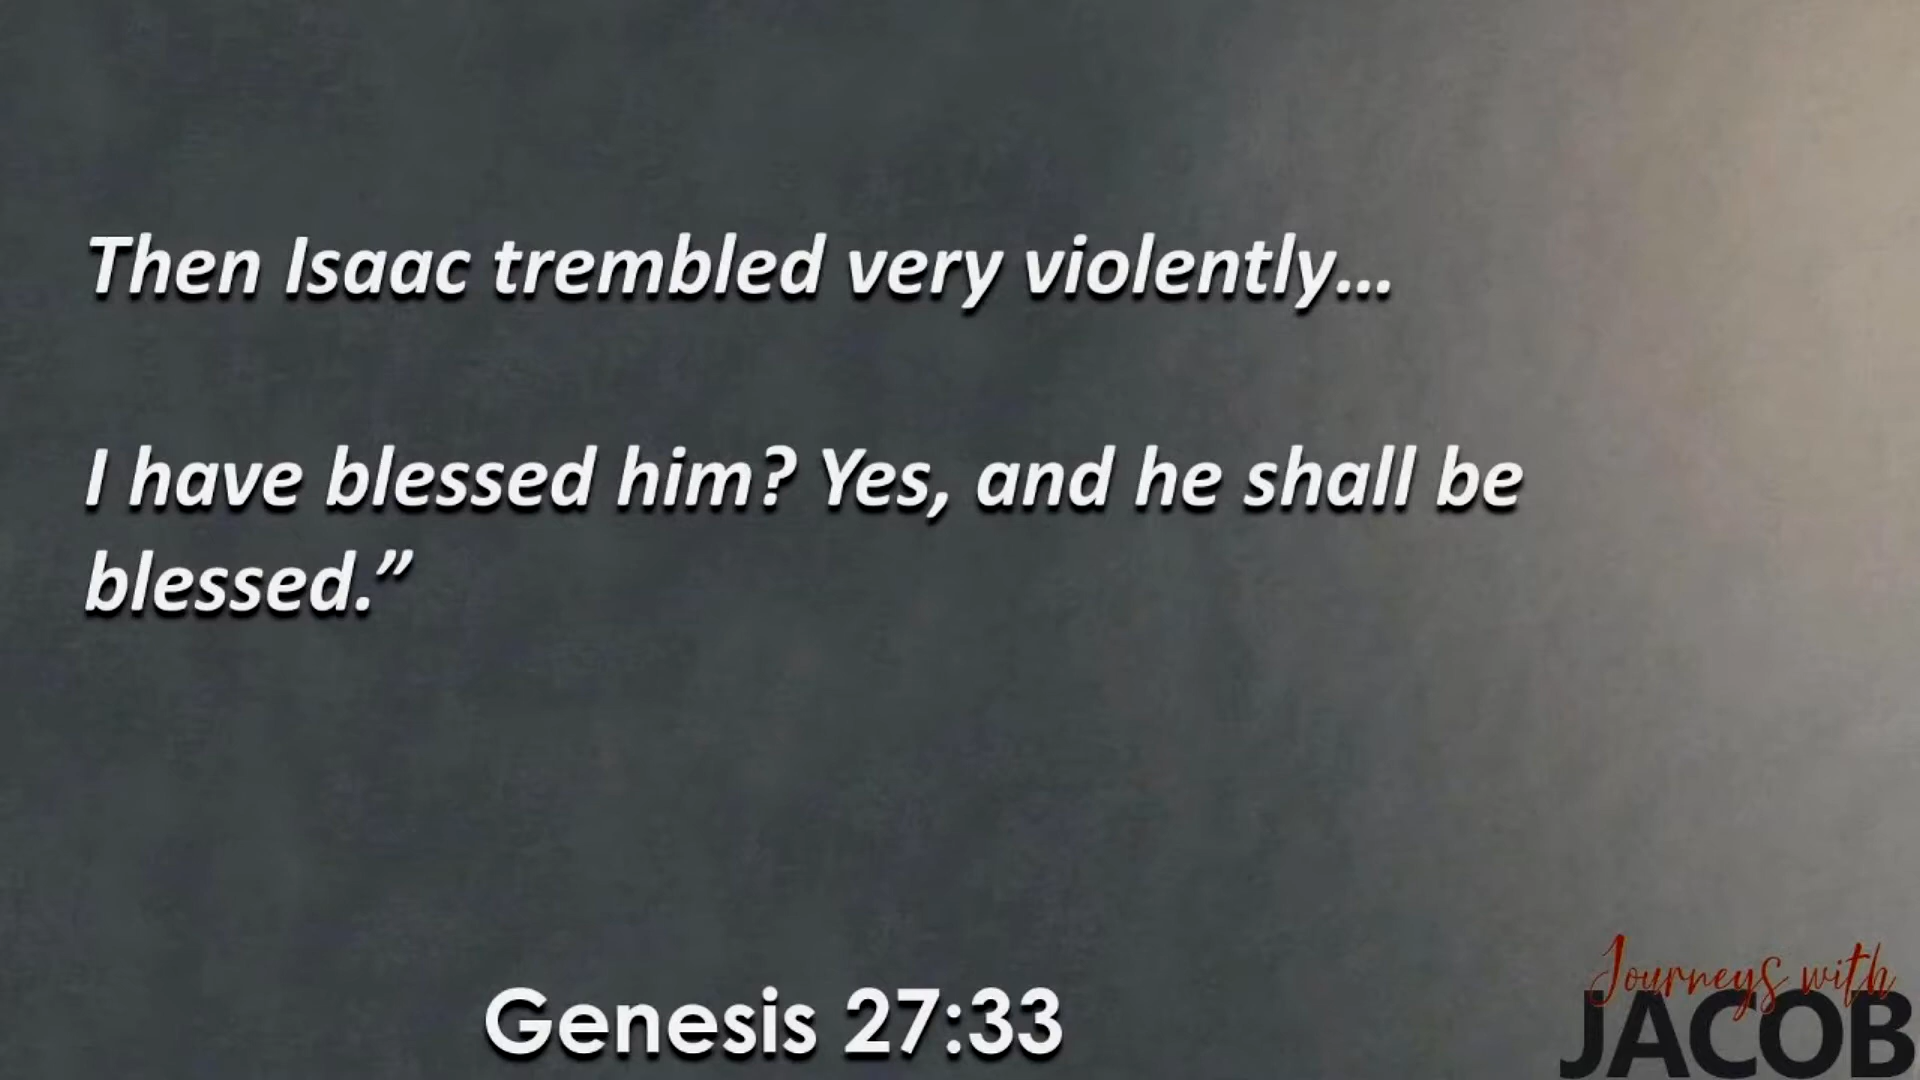 Then Isaac trembled very violently...
I have blessed him? Yes, and he shall be
blessed.”
Genesis 27:33
Journeys with
JACOB